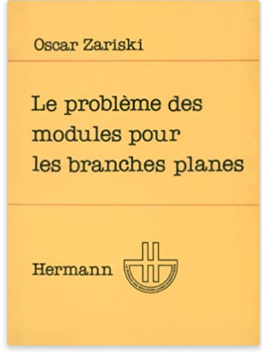 Oscar Zariski
Le problème des
modules pour
les branches planes
Hermann